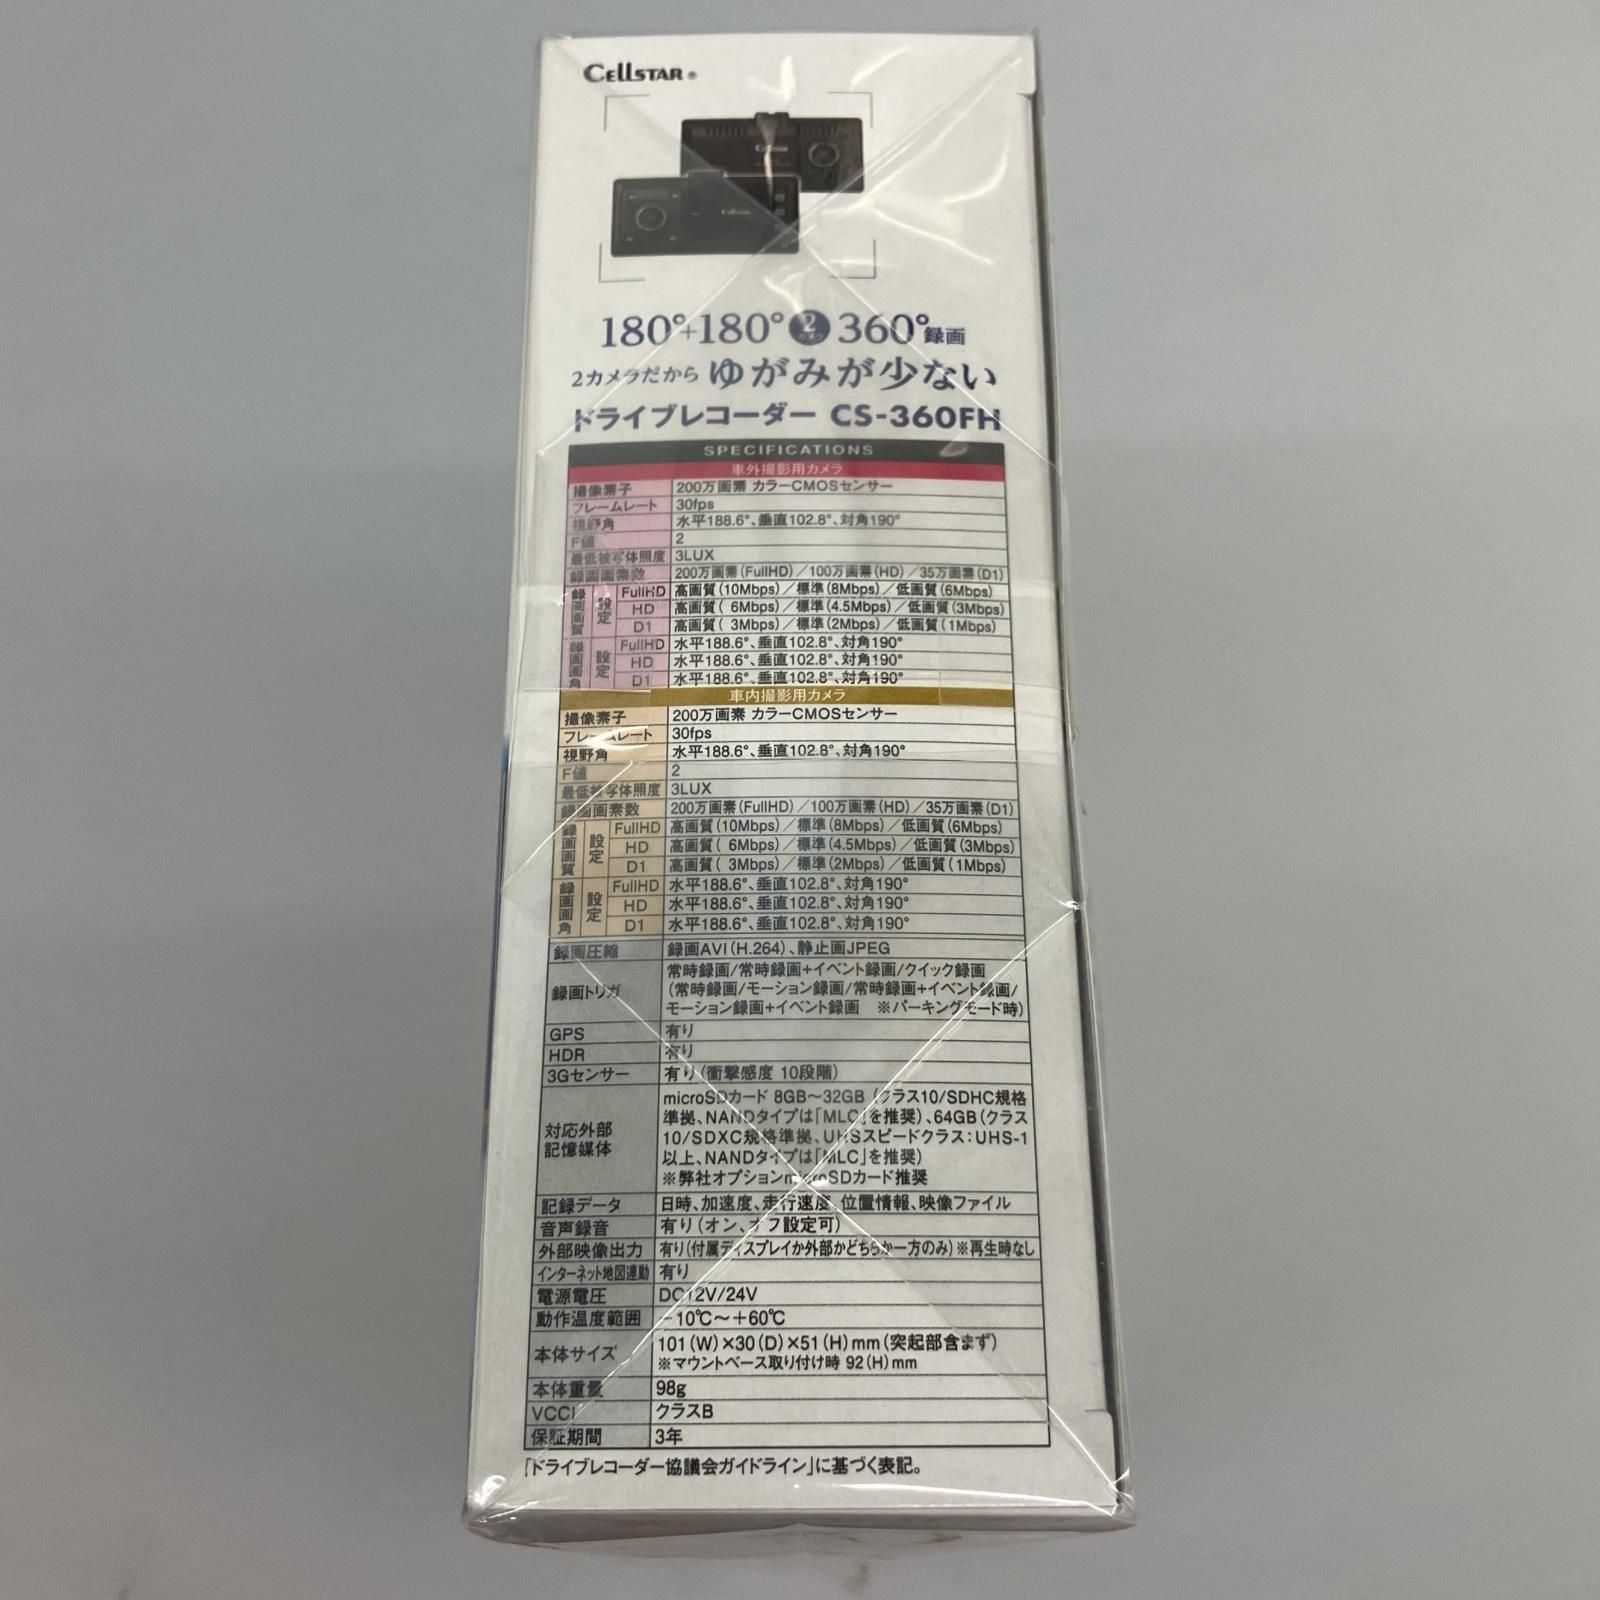 CELLSTAR®
Cellstar
Cellstar
180°+180° 2カメラ 360°録画
2カメラだから ゆがみが少ない
ドライブレコーダー CS-360FH
SPECIFICATIONS
車外撮影用カメラ
撮像素子 200万画素 カラーCMOSセンサー
フレームレート 30fps
視野角 水平188.6°、垂直102.8°、対角190°
F値 2
最低被写体照度 3LUX
録画画素数 200万画素(FullHD)/100万画素(HD)/35万画素(D1)
録画画質 設定 FullHD 高画質(10Mbps)/標準(8Mbps)/低画質(6Mbps)
HD 高画質( 6Mbps)/標準(4.5Mbps)/低画質(3Mbps)
D1 高画質( 3Mbps)/標準(2Mbps)/低画質(1Mbps)
録画画角 設定 FullHD 水平188.6°、垂直102.8°、対角190°
HD 水平188.6°、垂直102.8°、対角190°
D1 水平188.6°、垂直102.8°、対角190°
車内撮影用カメラ
撮像素子 200万画素 カラーCMOSセンサー
フレームレート 30fps
視野角 水平188.6°、垂直102.8°、対角190°
F値 2
最低被写体照度 3LUX
録画画素数 200万画素(FullHD)/100万画素(HD)/35万画素(D1)
録画画質 設定 FullHD 高画質(10Mbps)/標準(8Mbps)/低画質(6Mbps)
HD 高画質( 6Mbps)/標準(4.5Mbps)/低画質(3Mbps)
D1 高画質( 3Mbps)/標準(2Mbps)/低画質(1Mbps)
録画画角 設定 FullHD 水平188.6°、垂直102.8°、対角190°
HD 水平188.6°、垂直102.8°、対角190°
D1 水平188.6°、垂直102.8°、対角190°
録画圧縮 録画AVI(H.264)、静止画JPEG
録画トリガ 常時録画/常時録画+イベント録画/クイック録画
(常時録画/モーション録画/常時録画+イベント録画/
モーション録画+イベント録画 ※パーキングモード時)
GPS 有り
HDR 有り
3Gセンサー 有り(衝撃感度 10段階)
対応外部記憶媒体 microSDカード 8GB～32GB (クラス10/SDHC規格
準拠、NANDタイプは「MLC」を推奨)、64GB(クラス
10/SDXC規格準拠、UHSスピードクラス:UHS-1
以上、NANDタイプは「MLC」を推奨)
※弊社オプションmicroSDカード推奨
記録データ 日時、加速度、走行速度、位置情報、映像ファイル
音声録音 有り(オン、オフ設定可)
外部映像出力 有り(付属ディスプレイか外部かどちらか一方のみ)※再生時なし
インターネット地図連動 有り
電源電圧 DC12V/24V
動作温度範囲 -10℃～+60℃
本体サイズ 101(W)×30(D)×51(H)mm(突起部含まず)
※マウントベース取り付け時 92(H)mm
本体重量 98g
VCCI クラスB
保証期間 3年
「ドライブレコーダー協議会ガイドライン」に基づく表記。